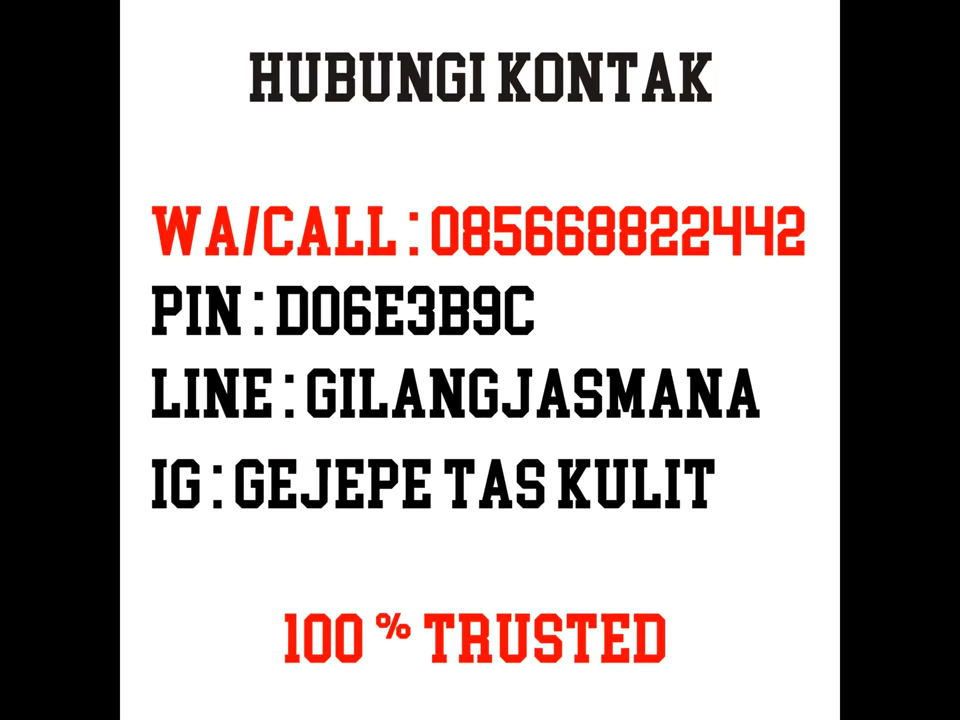 HUBUNGI KONTAK
WA/CALL : 085668822442
PIN : D06E3B9C
LINE : GILANGJASMANA
IG : GEJEPE TAS KULIT
100 % TRUSTED